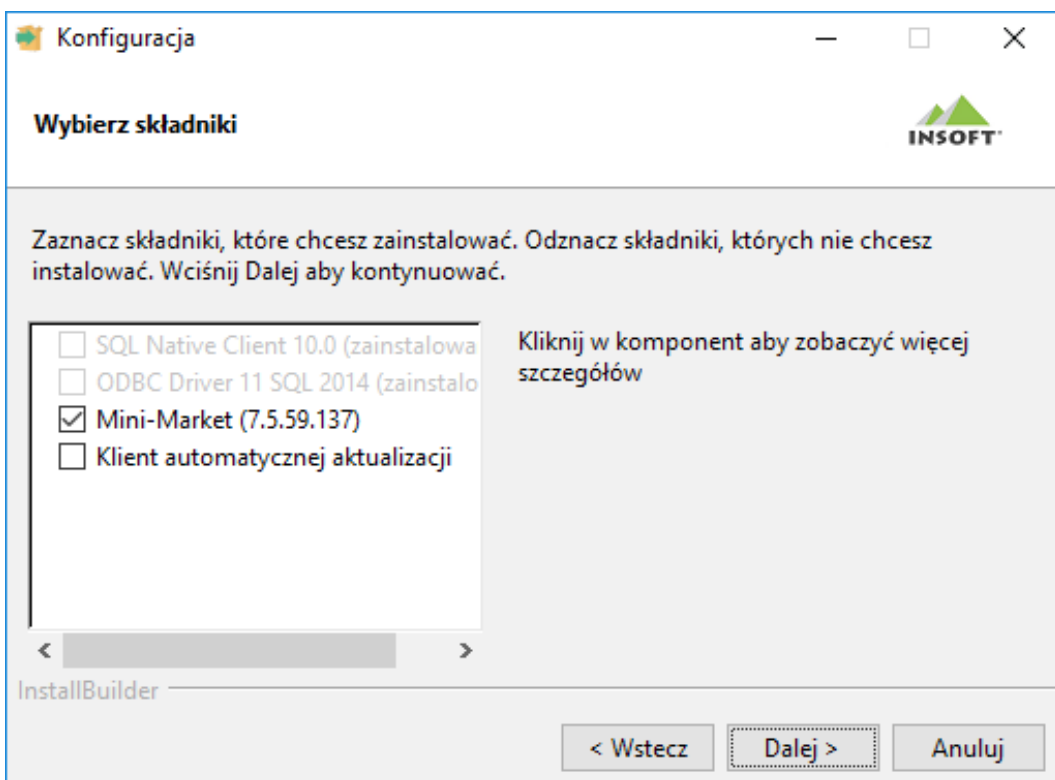 Konfiguracja
Wybierz składniki
INSOFT
Zaznacz składniki, które chcesz zainstalować. Odznacz składniki, których nie chcesz
instalować. Wciśnij Dalej aby kontynuować.
SQL Native Client 10.0 (zainstalowa
ODBC Driver 11 SQL 2014 (zainstalo
Mini-Market (7.5.59.137)
Klient automatycznej aktualizacji
Kliknij w komponent aby zobaczyć więcej
szczegółów
InstallBuilder
< Wstecz
Dalej >
Anuluj